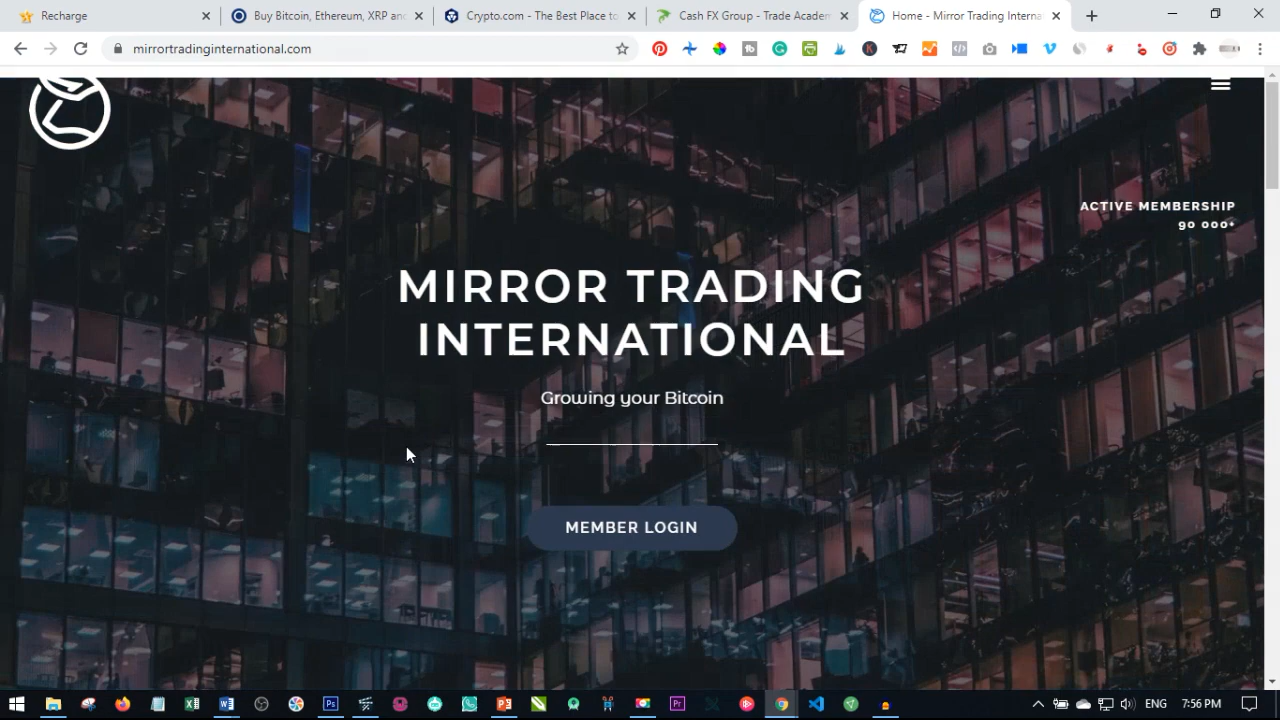 Recharge
Buy Bitcoin, Ethereum, XRP an
Crypto.com - The Best Place to
Cash FX Group - Trade Academ
Home - Mirror Trading Interna
mirrortradinginternational.com
ACTIVE MEMBERSHIP
90 000+
MIRROR TRADING
INTERNATIONAL
Growing your Bitcoin
MEMBER LOGIN
ENG
7:56 PM